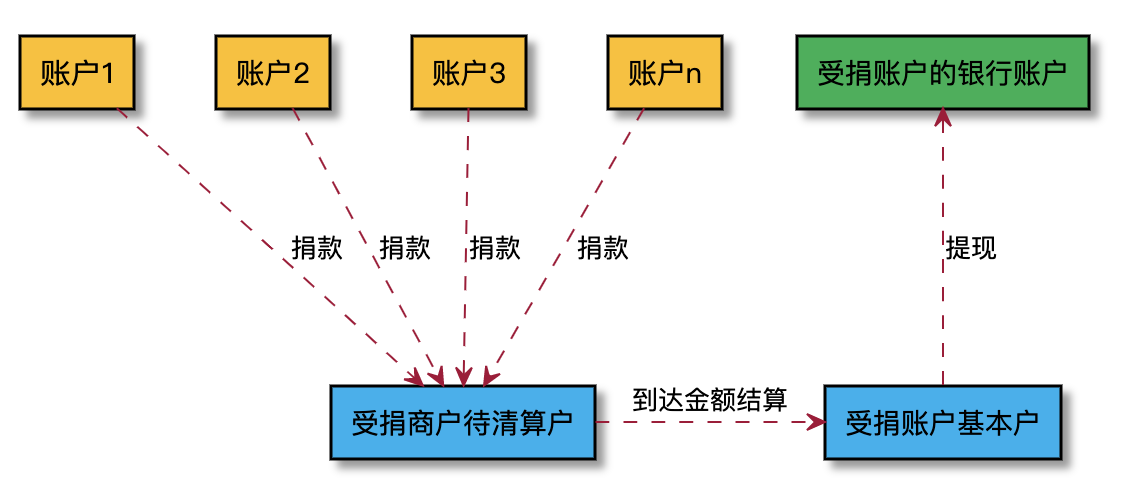 账户1
账户2
账户3
账户n
受捐账户的银行账户
捐款
捐款
捐款
捐款
提现
到达金额结算
受捐商户待清算户
受捐账户基本户